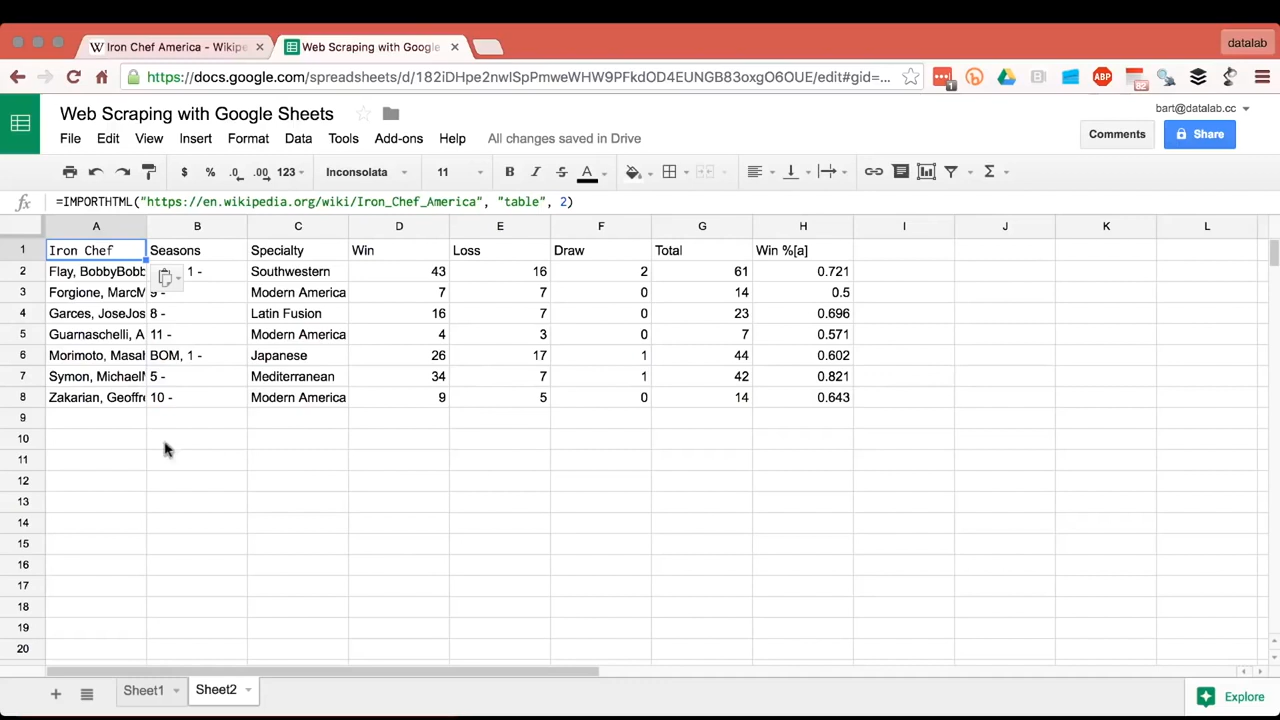 Iron Chef America - Wikipe
Web Scraping with Google
datalab
https://docs.google.com/spreadsheets/d/182iDHpe2nwlSpPmweWHW9PFkdOD4EUNGB83oxgO6OUE/edit#gid=...
Web Scraping with Google Sheets
bart@datalab.cc
File Edit View Insert Format Data Tools Add-ons Help All changes saved in Drive
Comments Share
$ % .0 .00 123 Inconsolata 11 B I S A
fx =IMPORTHTML("https://en.wikipedia.org/wiki/Iron_Chef_America", "table", 2)
A B C D E F G H I J K L
1 Iron Chef Seasons Specialty Win Loss Draw Total Win %[a]
2 Flay, BobbyBobb 1 - Southwestern 43 16 2 61 0.721
3 Forgione, MarcM 9 - Modern America 7 7 0 14 0.5
4 Garces, JoseJos 8 - Latin Fusion 16 7 0 23 0.696
5 Guarnaschelli, A 11 - Modern America 4 3 0 7 0.571
6 Morimoto, Masah BOM, 1 - Japanese 26 17 1 44 0.602
7 Symon, Michael 5 - Mediterranean 34 7 1 42 0.821
8 Zakarian, Geoffre 10 - Modern America 9 5 0 14 0.643
9
10
11
12
13
14
15
16
17
18
19
20
Sheet1 Sheet2 Explore